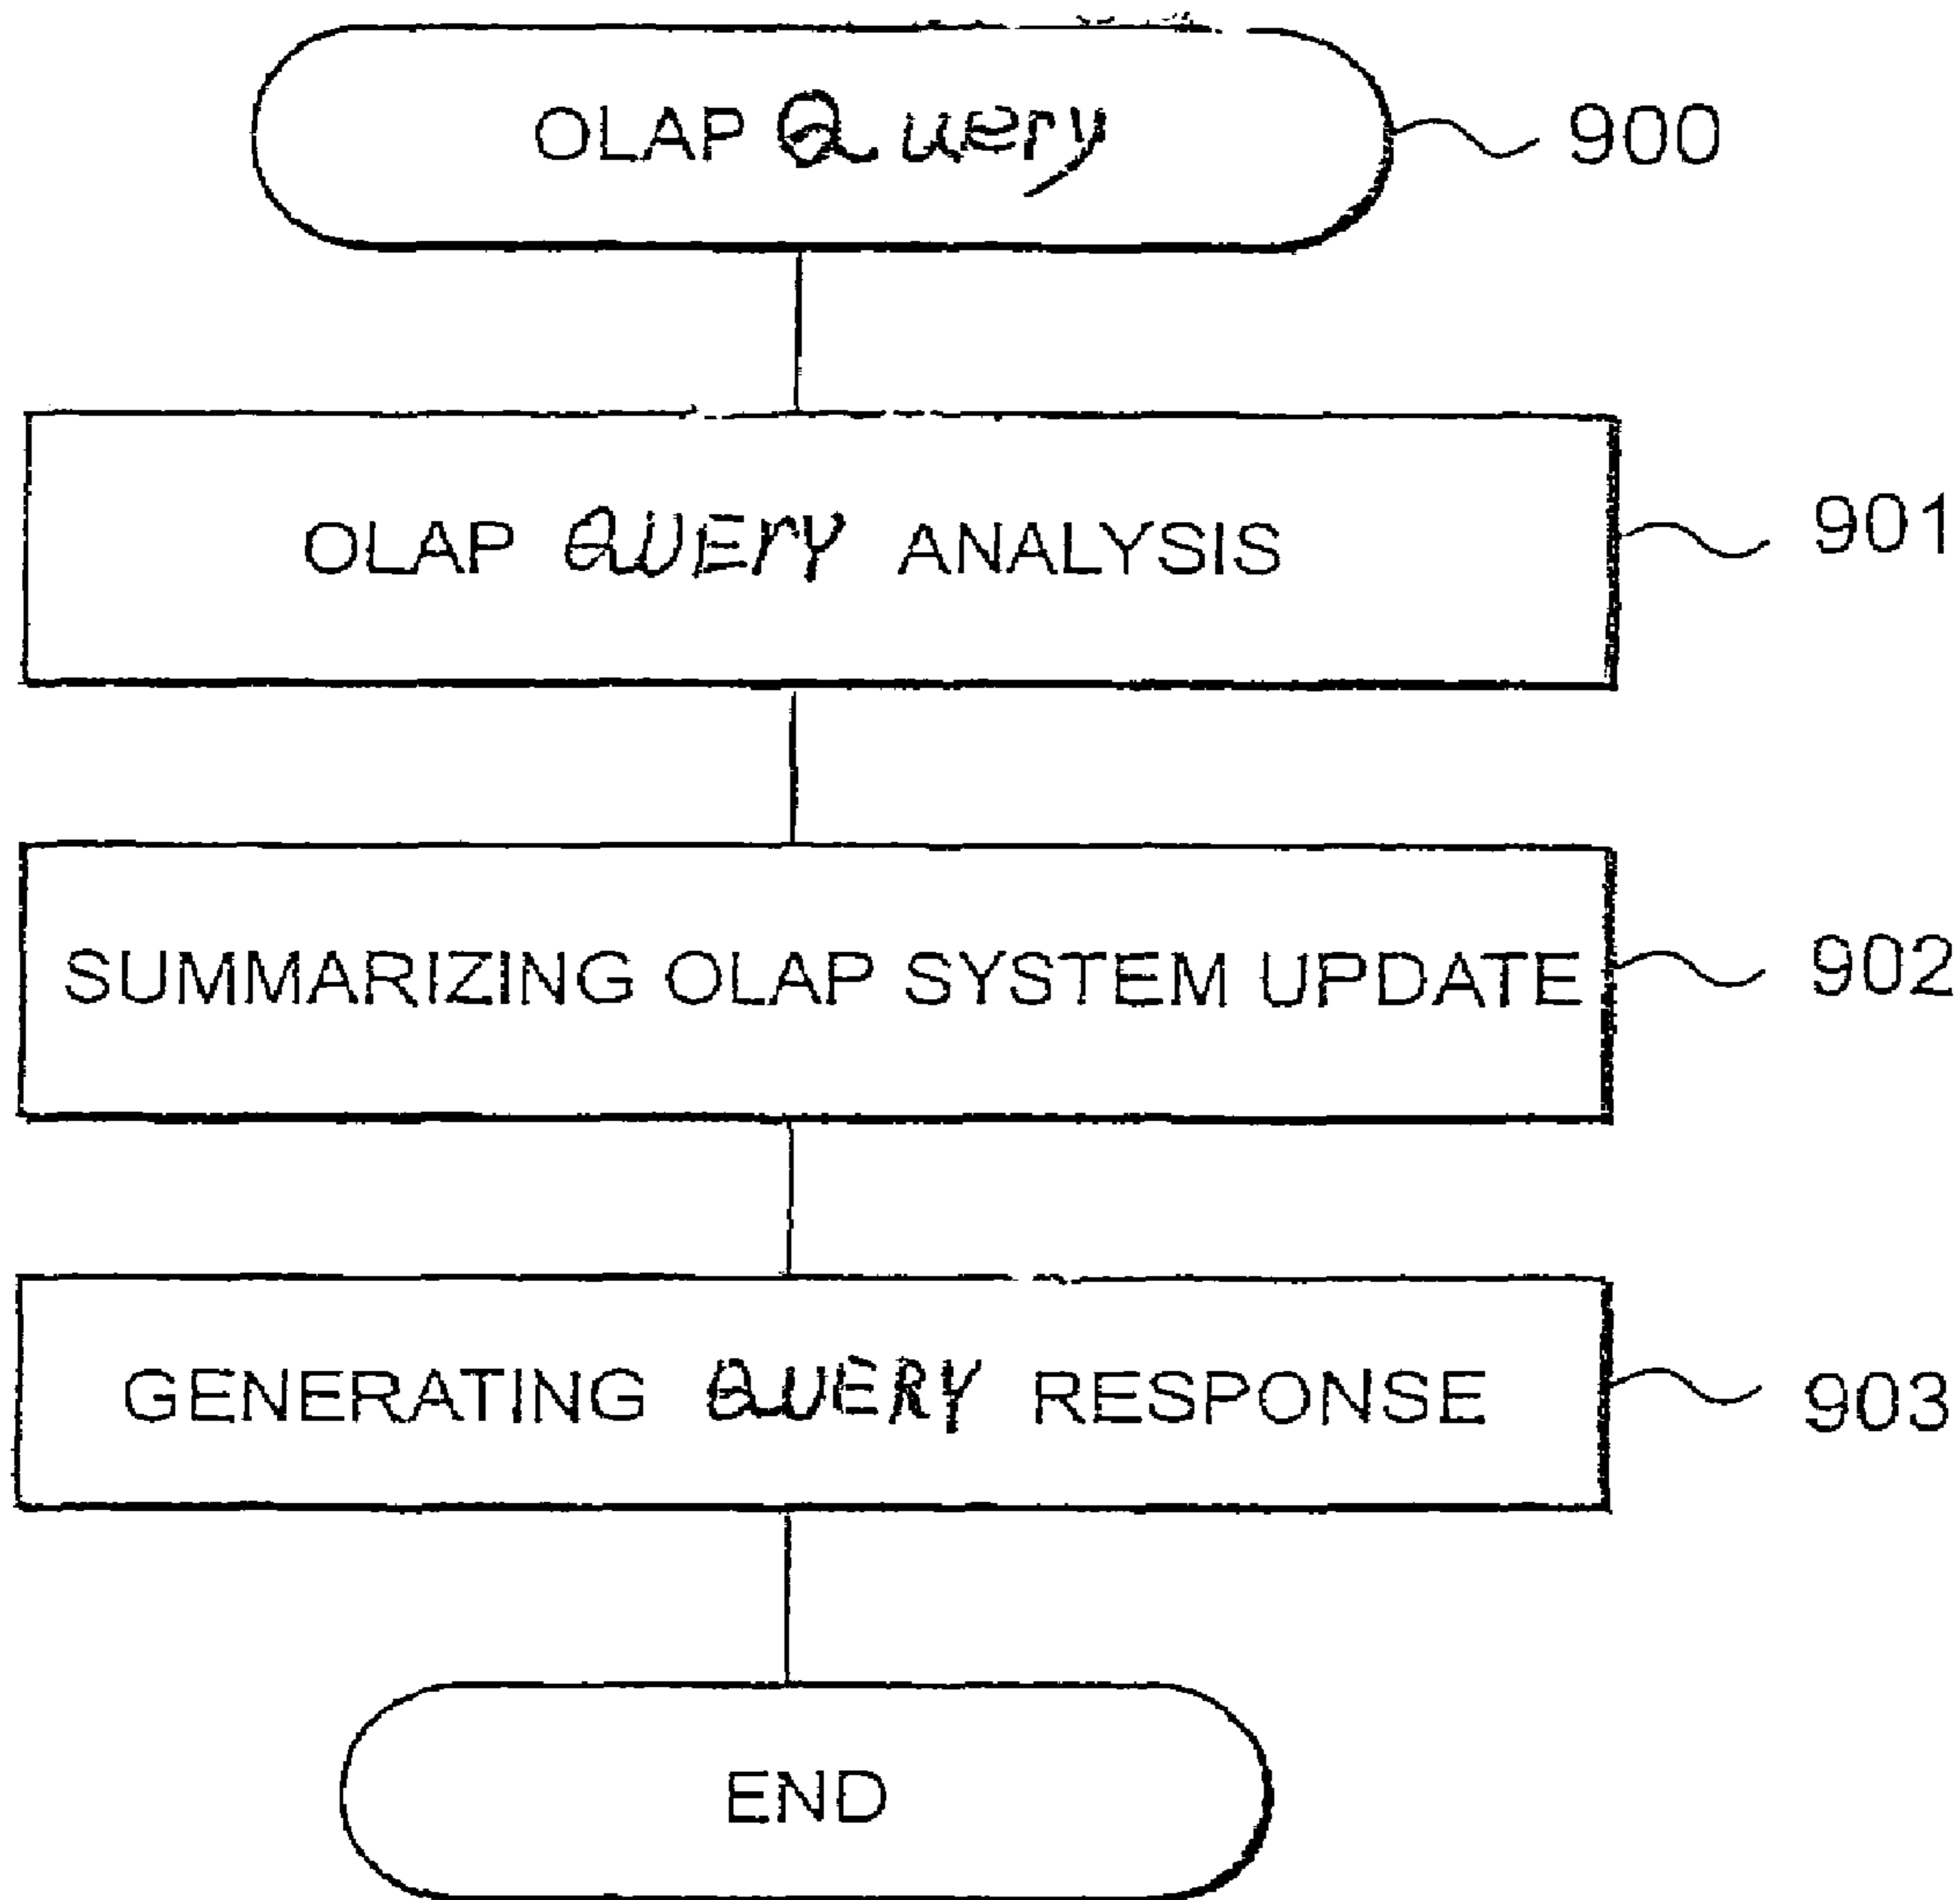 OLAP Query
900
OLAP QUERY ANALYSIS
901
SUMMARIZING OLAP SYSTEM UPDATE
902
GENERATING QUERY RESPONSE
903
END